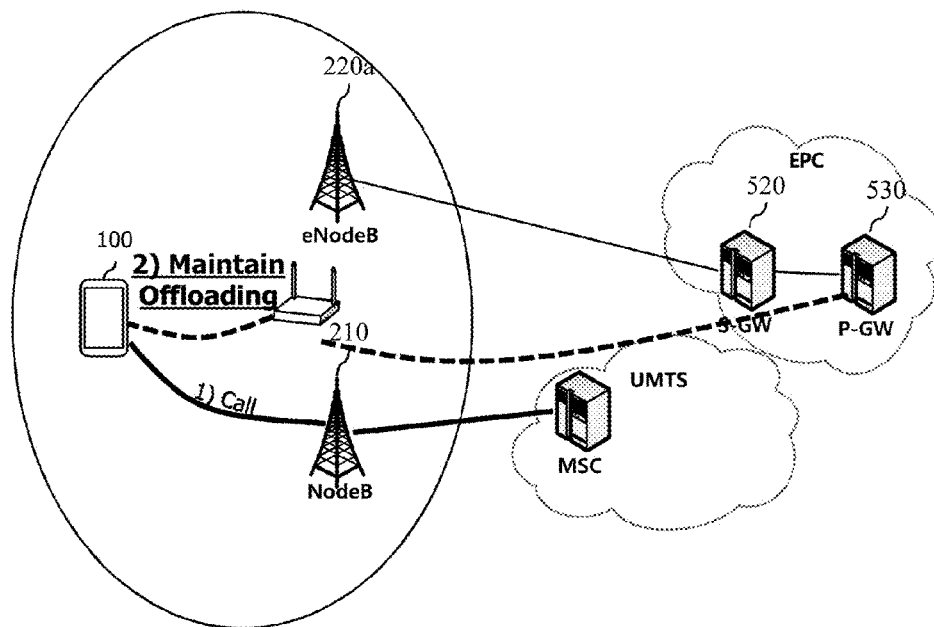 220a
EPC
520
530
eNodeB
100
2) Maintain
Offloading
S-GW
P-GW
210
UMTS
1) Call
MSC
NodeB